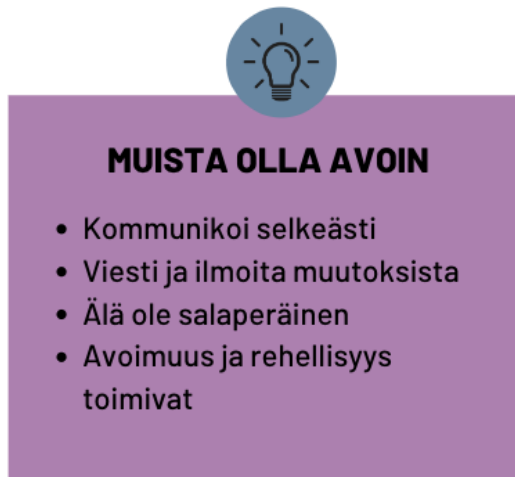 MUISTA OLLA AVOIN
• Kommunikoi selkeästi
• Viesti ja ilmoita muutoksista
• Älä ole salaperäinen
• Avoimuus ja rehellisyys
toimivat